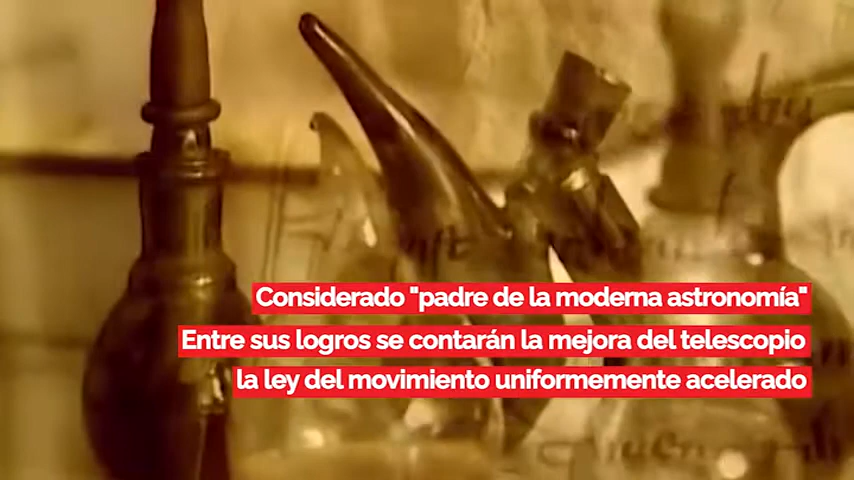 Considerado "padre de la moderna astronomía"
Entre sus logros se contarán la mejora del telescopio
la ley del movimiento uniformemente acelerado